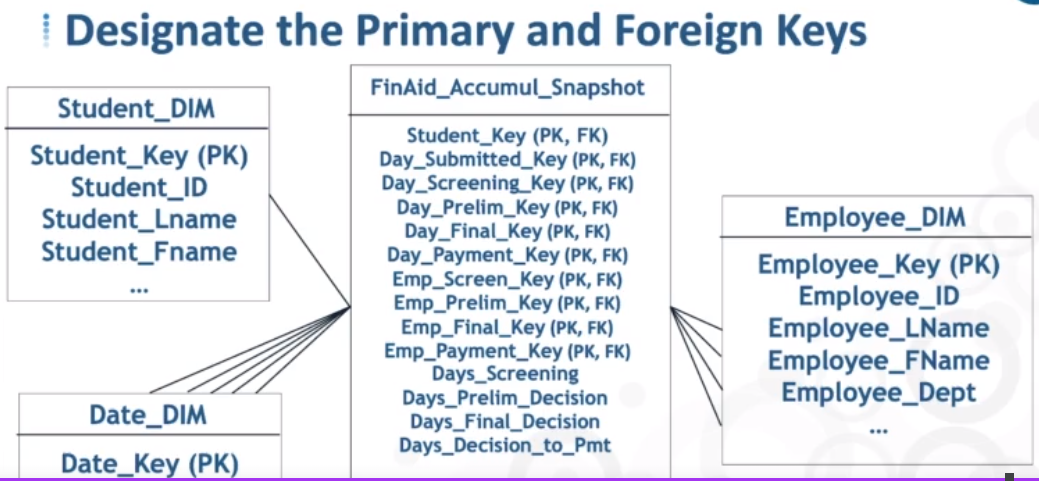 Designate the Primary and Foreign Keys
Student_DIM
Student_Key (PK)
Student_ID
Student_Lname
Student_Fname
...
Date_DIM
Date_Key (PK)
FinAid_Accumul_Snapshot
Student_Key (PK, FK)
Day_Submitted_Key (PK, FK)
Day_Screening_Key (PK, FK)
Day_Prelim_Key (PK, FK)
Day_Final_Key (PK, FK)
Day_Payment_Key (PK, FK)
Emp_Screen_Key (PK, FK)
Emp_Prelim_Key (PK, FK)
Emp_Final_Key (PK, FK)
Emp_Payment_Key (PK, FK)
Days_Screening
Days_Prelim_Decision
Days_Final_Decision
Days_Decision_to_Pmt
Employee_DIM
Employee_Key (PK)
Employee_ID
Employee_LName
Employee_FName
Employee_Dept
...